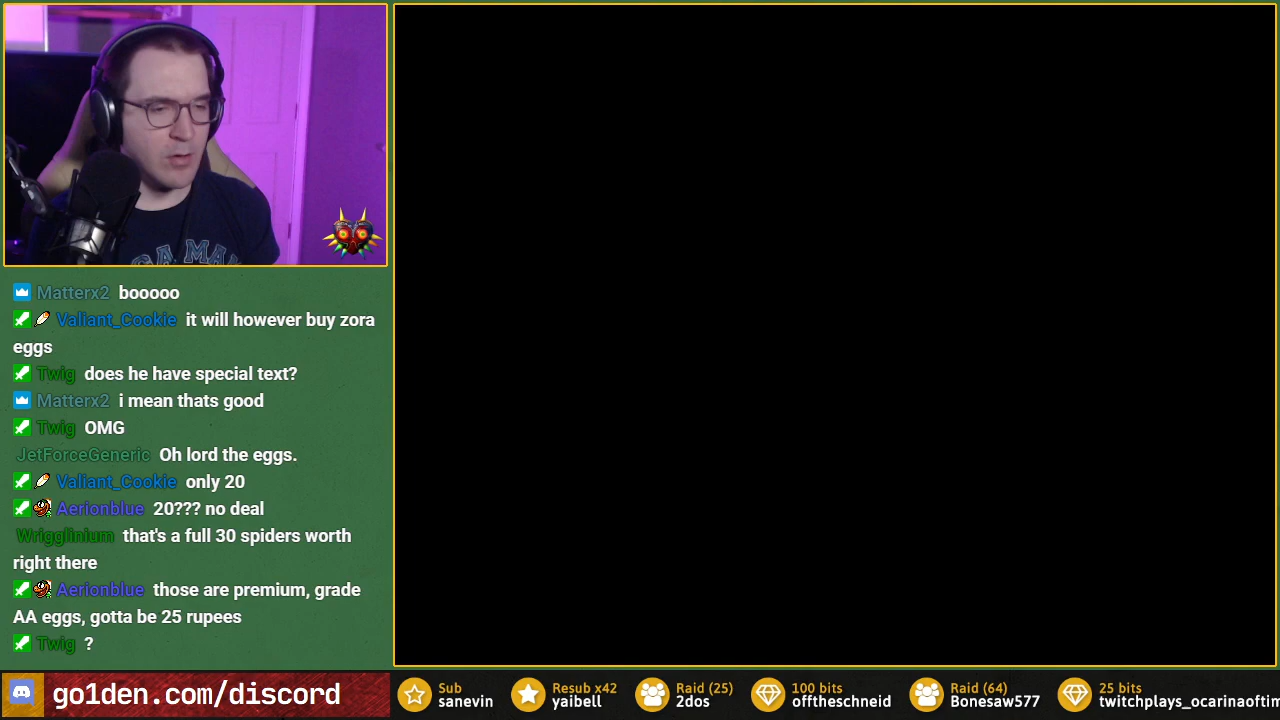 GA MA
Matterx2 booooo
Valiant_Cookie it will however buy zora
eggs
Twig does he have special text?
Matterx2 i mean thats good
Twig OMG
JetForceGeneric Oh lord the eggs.
Valiant_Cookie only 20
Aerionblue 20??? no deal
Wrigglinium that's a full 30 spiders worth
right there
Aerionblue those are premium, grade
AA eggs, gotta be 25 rupees
Twig ?
go1den.com/discord
Sub
sanevin
Resub x42
yaibell
Raid (25)
2dos
100 bits
offtheschneid
Raid (64)
Bonesaw577
25 bits
twitchplays_ocarinaoftim